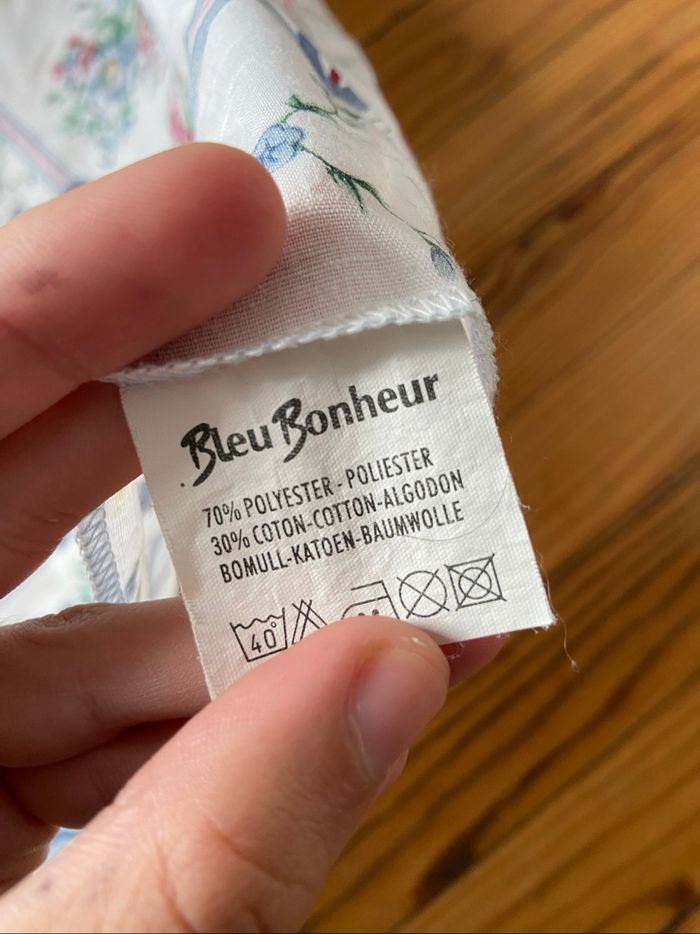 Bleu Bonheur
70% POLYESTER-POLIESTER
30% COTON-COTTON-ALGODON
BOMULL-KATOEN-BAUMWOLLE
40°